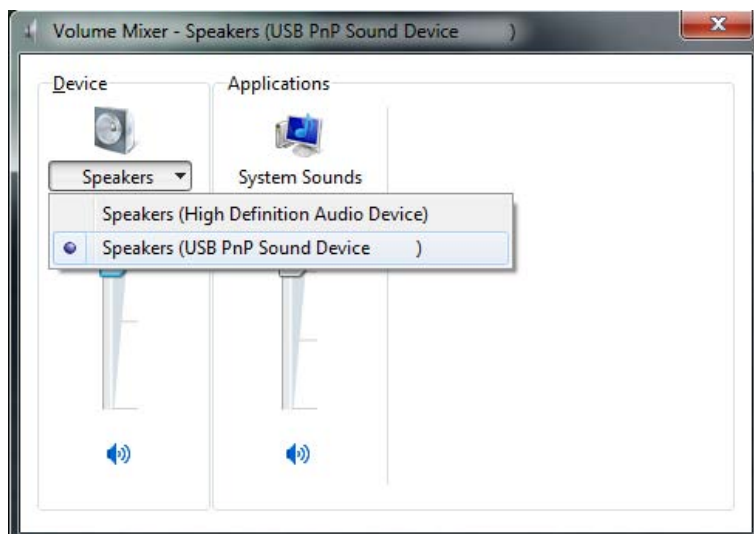 Volume Mixer - Speakers (USB PnP Sound Device      )
X
Device
Applications
Speakers
System Sounds
Speakers (High Definition Audio Device)
Speakers (USB PnP Sound Device      )